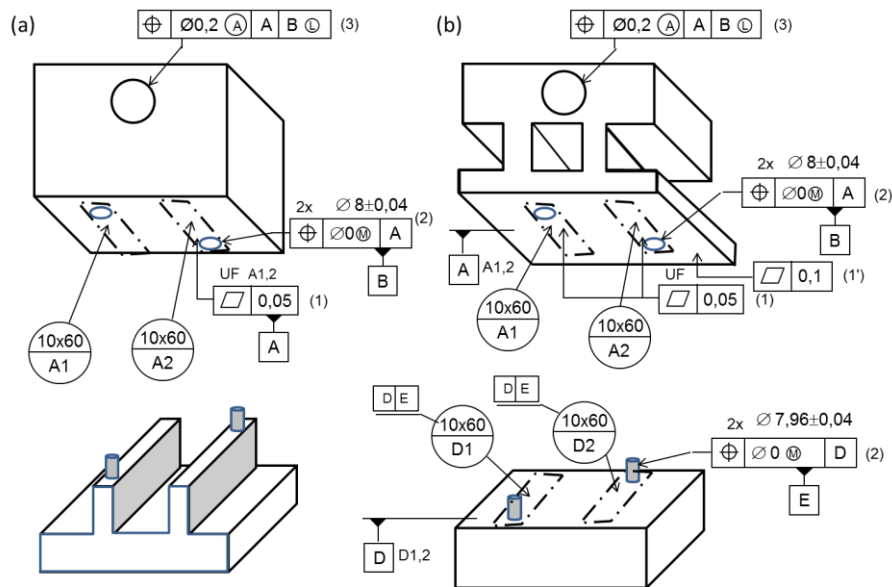 (a)
⌖ Ø0,2 Ⓐ A B Ⓛ (3)
2x Ø 8±0,04
⌖ Ø0Ⓜ A (2)
B
UF A1,2
⏥ 0,05 (1)
A
10x60
A1
10x60
A2
(b)
⌖ Ø0,2 Ⓐ A B Ⓛ (3)
2x Ø 8±0,04
⌖ Ø0Ⓜ A (2)
B
A A1,2
UF
⏥ 0,05 (1)
⏥ 0,1 (1')
10x60
A1
10x60
A2
D E
10x60
D1
D E
10x60
D2
2x Ø 7,96±0,04
⌖ Ø 0 Ⓜ D (2)
E
D D1,2